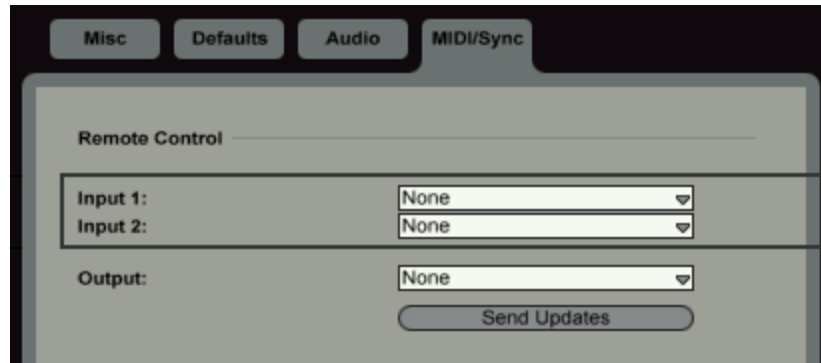 Misc Defaults Audio MIDI/Sync
Remote Control
Input 1: None
Input 2: None
Output: None
Send Updates